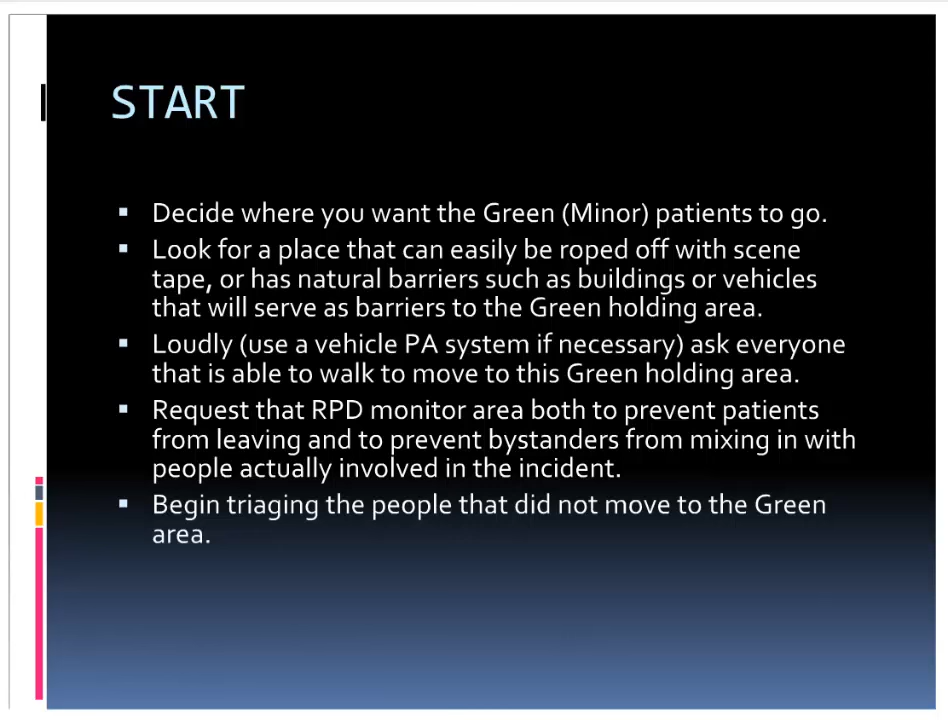 START
▪ Decide where you want the Green (Minor) patients to go.
▪ Look for a place that can easily be roped off with scene
tape, or has natural barriers such as buildings or vehicles
that will serve as barriers to the Green holding area.
▪ Loudly (use a vehicle PA system if necessary) ask everyone
that is able to walk to move to this Green holding area.
▪ Request that RPD monitor area both to prevent patients
from leaving and to prevent bystanders from mixing in with
people actually involved in the incident.
▪ Begin triaging the people that did not move to the Green
area.